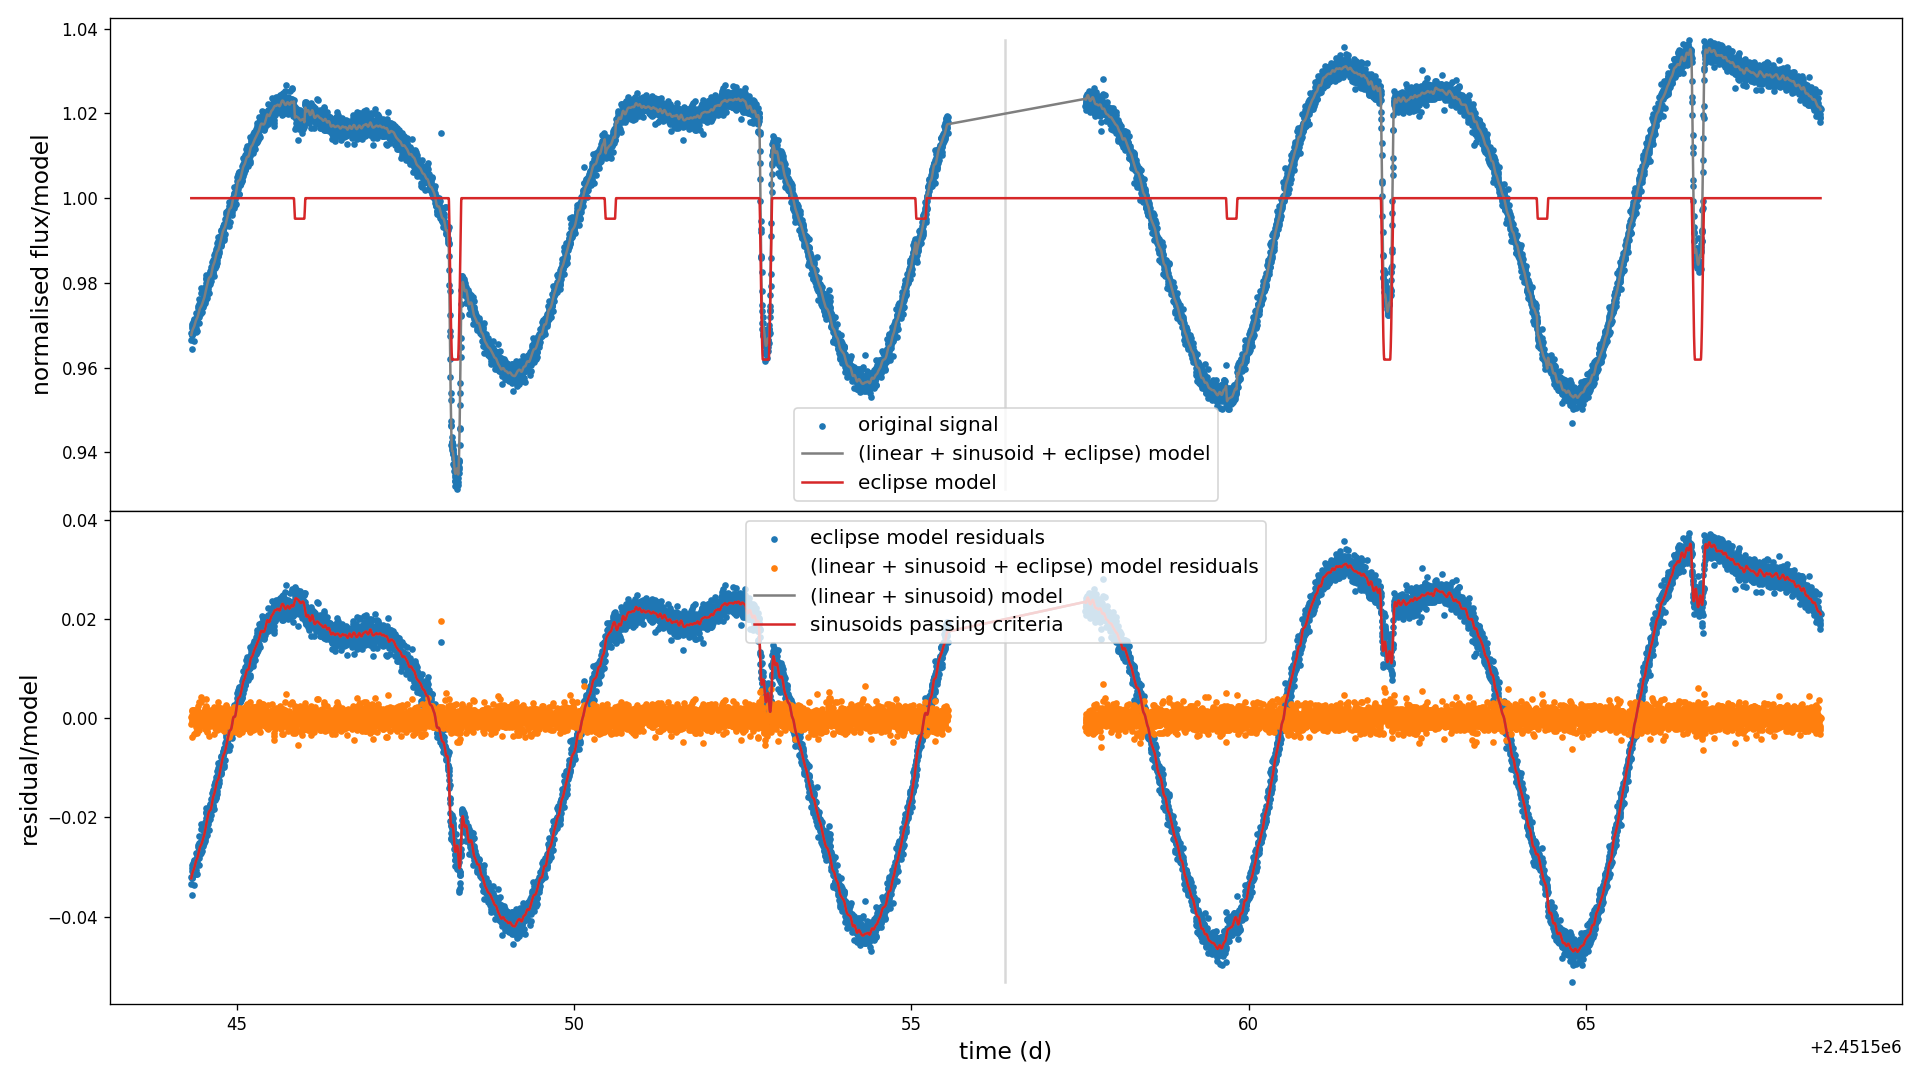 1.04
1.02
1.00
0.98
0.96
0.94
normalised flux/model
original signal
(linear + sinusoid + eclipse) model
eclipse model
0.04
0.02
0.00
−0.02
−0.04
residual/model
eclipse model residuals
(linear + sinusoid + eclipse) model residuals
(linear + sinusoid) model
sinusoids passing criteria
45 50 55 60 65
time (d)
+2.4515e6